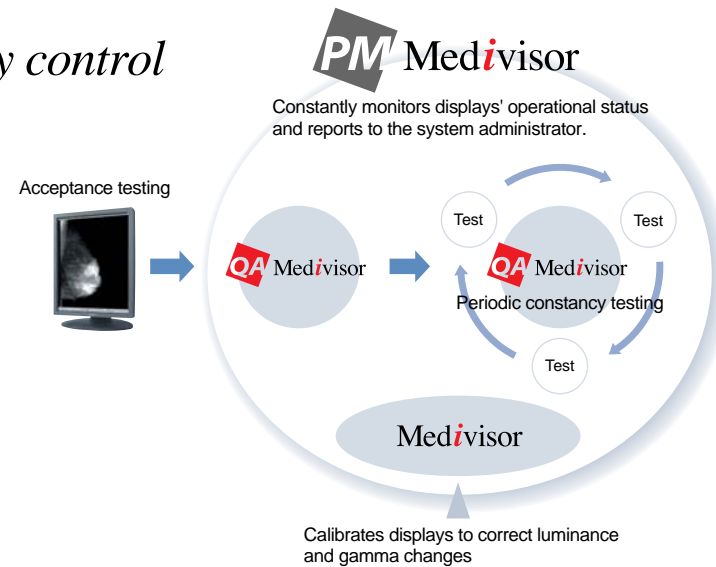 y control
PM Medivisor
Constantly monitors displays' operational status
and reports to the system administrator.
Acceptance testing
Test
Test
QA Medivisor
QA Medivisor
Periodic constancy testing
Test
Medivisor
Calibrates displays to correct luminance
and gamma changes